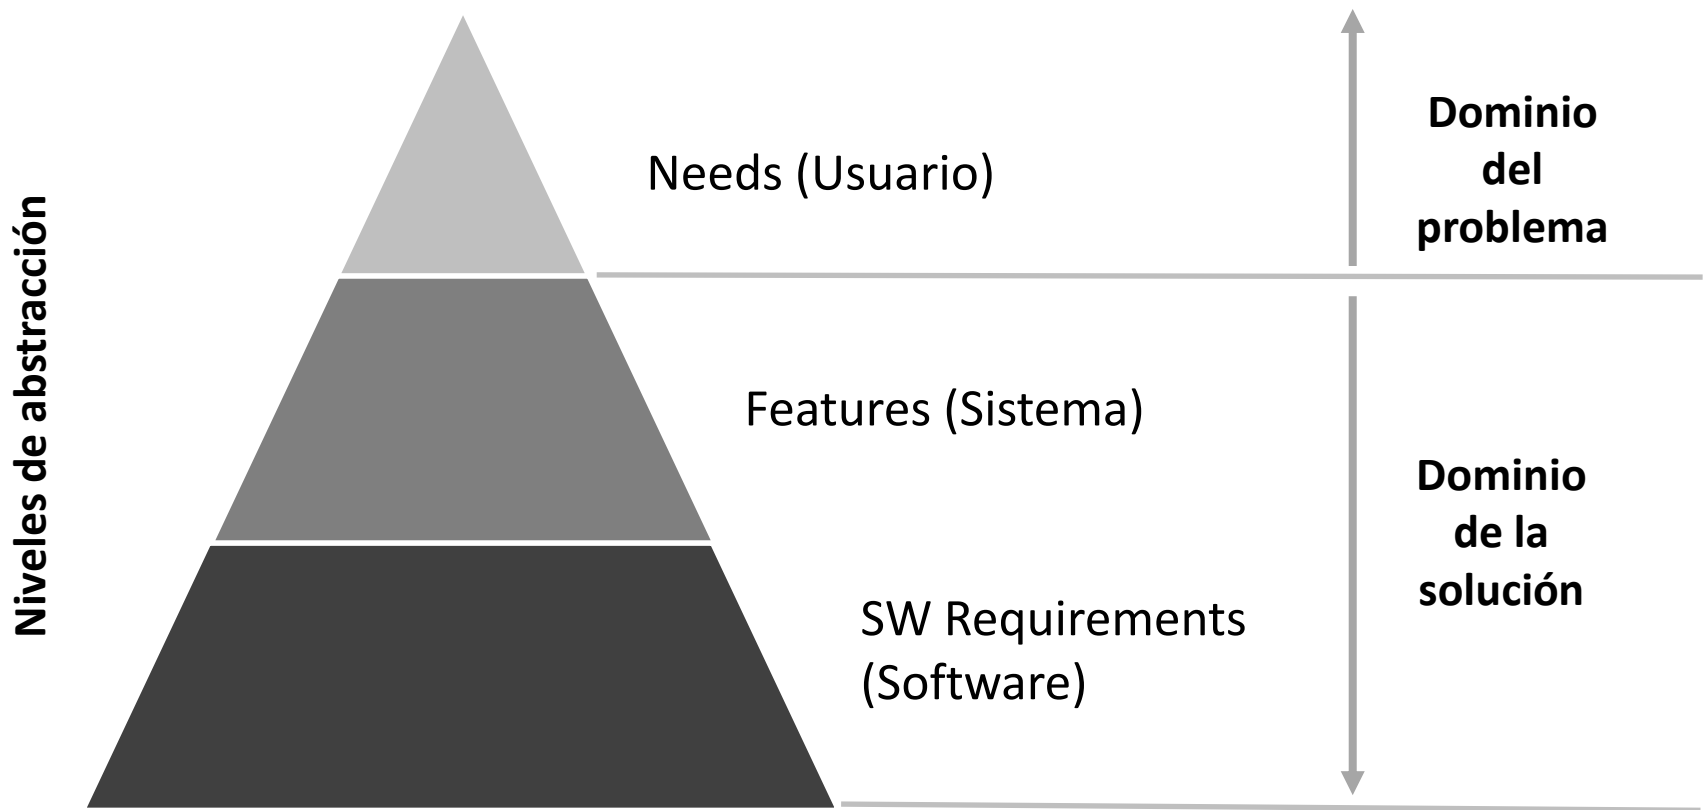 Niveles de abstracción
Needs (Usuario)
Dominio
del
problema
Features (Sistema)
SW Requirements
(Software)
Dominio
de la
solución